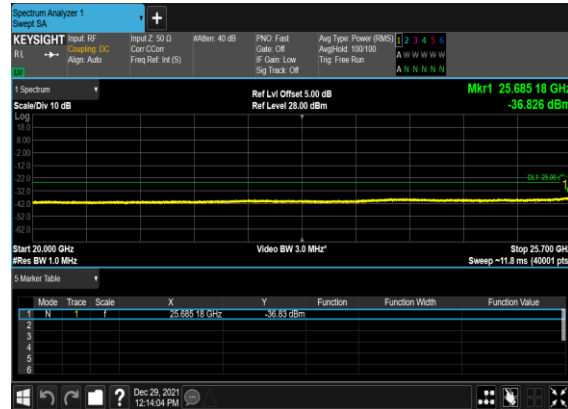 Spectrum Analyzer 1
Swept SA
+
KEYSIGHT Input: RF Input Z: 50 Ω #Atten: 40 dB PNO: Fast Avg Type: Power (RMS) 1 2 3 4 5 6
RL Coupling: DC Corr CCorr Gate: Off Avg|Hold: 100/100 A W W W W W
Align: Auto Freq Ref: Int (S) IF Gain: Low Trig: Free Run
Sig Track: Off A N N N N N
1 Spectrum Ref Lvl Offset 5.00 dB Mkr1 25.685 18 GHz
Scale/Div 10 dB Ref Level 28.00 dBm -36.826 dBm
Log
18.0
8.00
-2.00
-12.0
-22.0
DL1 -25.00
1
-32.0
-42.0
-52.0
-62.0
Start 20.000 GHz Video BW 3.0 MHz* Stop 25.700 GHz
#Res BW 1.0 MHz Sweep ~11.8 ms (40001 pts
5 Marker Table
Mode Trace Scale X Y Function Function Width Function Value
1 N 1 f 25.685 18 GHz -36.83 dBm
2
3
4
5
6
? Dec 29, 2021
12:14:04 PM